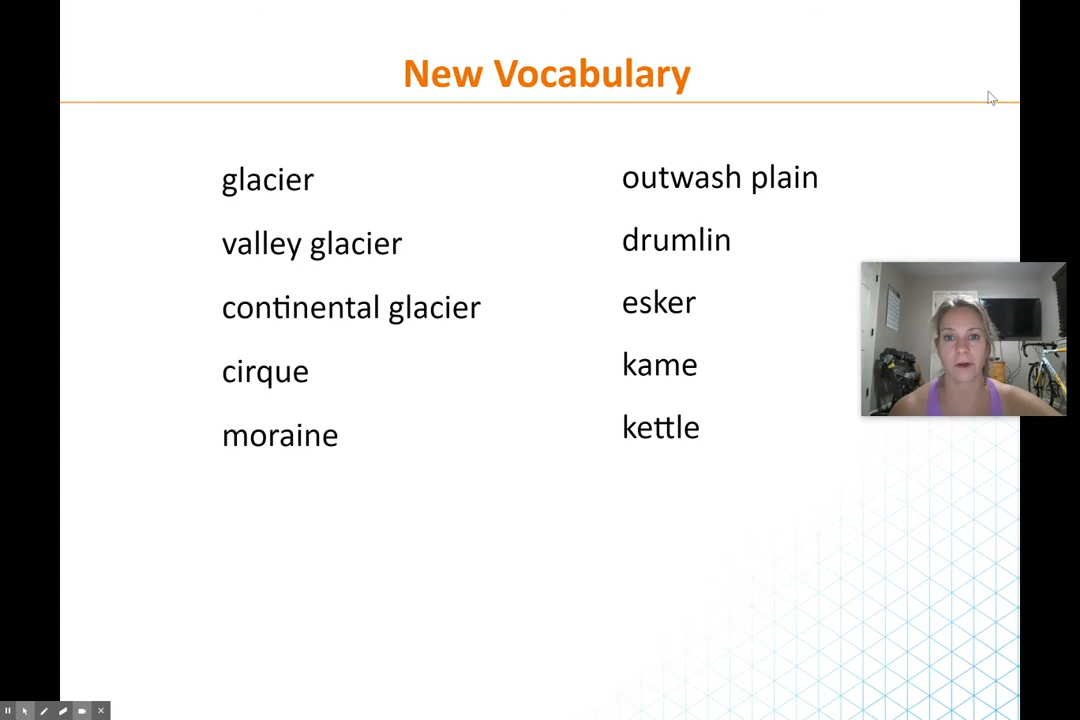 New Vocabulary
glacier
valley glacier
continental glacier
cirque
moraine
outwash plain
drumlin
esker
kame
kettle